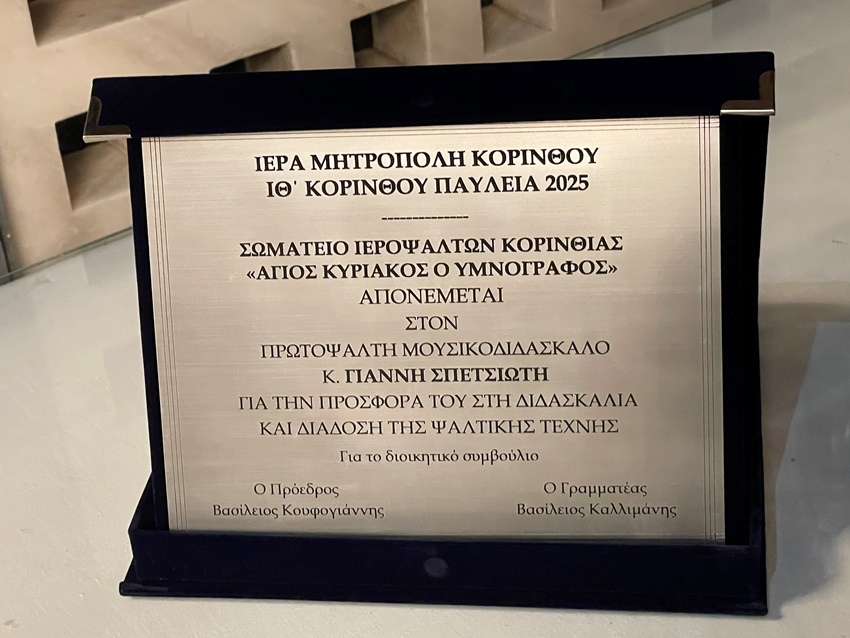 ΙΕΡΑ ΜΗΤΡΟΠΟΛΗ ΚΟΡΙΝΘΟΥ
ΙΘ΄ ΚΟΡΙΝΘΟΥ ΠΑΥΛΕΙΑ 2025
--------------
ΣΩΜΑΤΕΙΟ ΙΕΡΟΨΑΛΤΩΝ ΚΟΡΙΝΘΙΑΣ
«ΑΓΙΟΣ ΚΥΡΙΑΚΟΣ Ο ΥΜΝΟΓΡΑΦΟΣ»
ΑΠΟΝΕΜΕΤΑΙ
ΣΤΟΝ
ΠΡΩΤΟΨΑΛΤΗ ΜΟΥΣΙΚΟΔΙΔΑΣΚΑΛΟ
Κ. ΓΙΑΝΝΗ ΣΠΕΤΣΙΩΤΗ
ΓΙΑ ΤΗΝ ΠΡΟΣΦΟΡΑ ΤΟΥ ΣΤΗ ΔΙΔΑΣΚΑΛΙΑ
ΚΑΙ ΔΙΑΔΟΣΗ ΤΗΣ ΨΑΛΤΙΚΗΣ ΤΕΧΝΗΣ
Για το διοικητικό συμβούλιο
Ο Πρόεδρος Ο Γραμματέας
Βασίλειος Κουφογιάννης Βασίλειος Καλλιμάνης